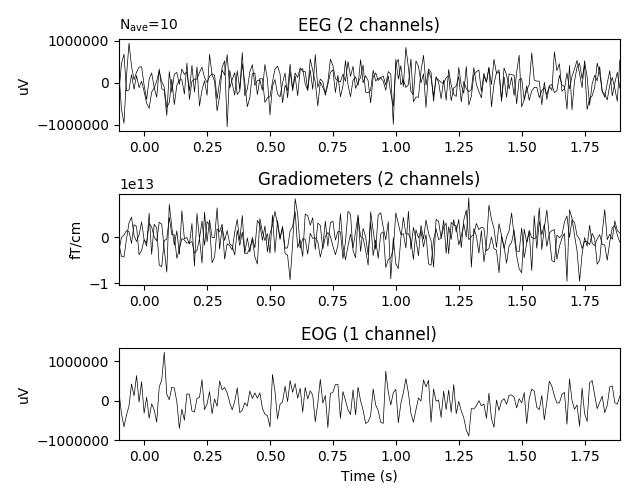 N_ave=10
EEG (2 channels)
1000000
0
−1000000
uV
0.00 0.25 0.50 0.75 1.00 1.25 1.50 1.75
1e13
Gradiometers (2 channels)
0
−1
fT/cm
0.00 0.25 0.50 0.75 1.00 1.25 1.50 1.75
EOG (1 channel)
1000000
0
−1000000
uV
0.00 0.25 0.50 0.75 1.00 1.25 1.50 1.75
Time (s)